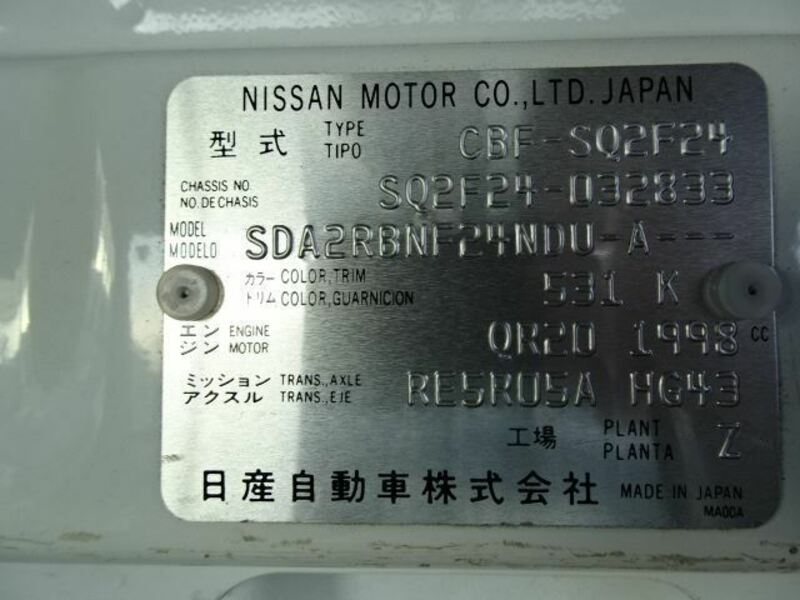 NISSAN MOTOR CO.,LTD. JAPAN
型式 TYPE TIPO CBF-SQ2F24
CHASSIS NO. NO. DE CHASIS SQ2F24-032833
MODEL MODELO SDA2RBNF24NDU-A---
カラー COLOR,TRIM
トリム COLOR,GUARNICION 531 K
エンジン ENGINE MOTOR QR20 1998 CC
ミッション TRANS.,AXLE
アクスル TRANS.,EJE RE5R05A HG43
工場 PLANT PLANTA Z
日産自動車株式会社 MADE IN JAPAN
MA00A